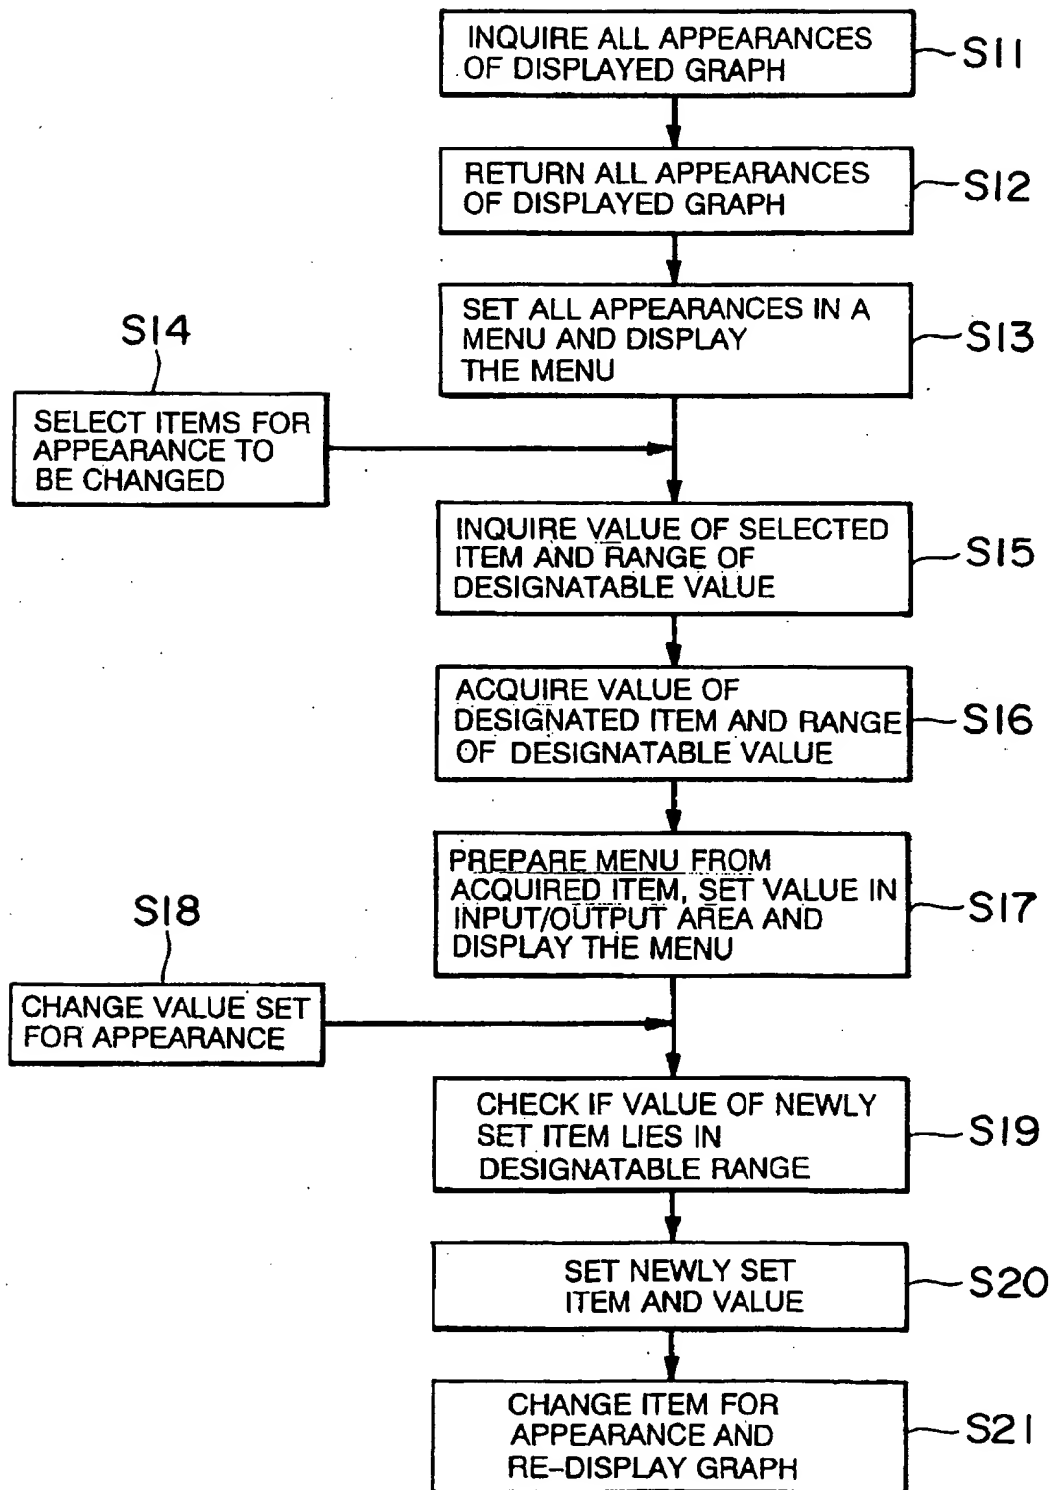 INQUIRE ALL APPEARANCES
OF DISPLAYED GRAPH
S11
RETURN ALL APPEARANCES
OF DISPLAYED GRAPH
S12
SET ALL APPEARANCES IN A
MENU AND DISPLAY
THE MENU
S13
S14
SELECT ITEMS FOR
APPEARANCE TO
BE CHANGED
INQUIRE VALUE OF SELECTED
ITEM AND RANGE OF
DESIGNATABLE VALUE
S15
ACQUIRE VALUE OF
DESIGNATED ITEM AND RANGE
OF DESIGNATABLE VALUE
S16
PREPARE MENU FROM
ACQUIRED ITEM, SET VALUE IN
INPUT/OUTPUT AREA AND
DISPLAY THE MENU
S17
S18
CHANGE VALUE SET
FOR APPEARANCE
CHECK IF VALUE OF NEWLY
SET ITEM LIES IN
DESIGNATABLE RANGE
S19
SET NEWLY SET
ITEM AND VALUE
S20
CHANGE ITEM FOR
APPEARANCE AND
RE-DISPLAY GRAPH
S21